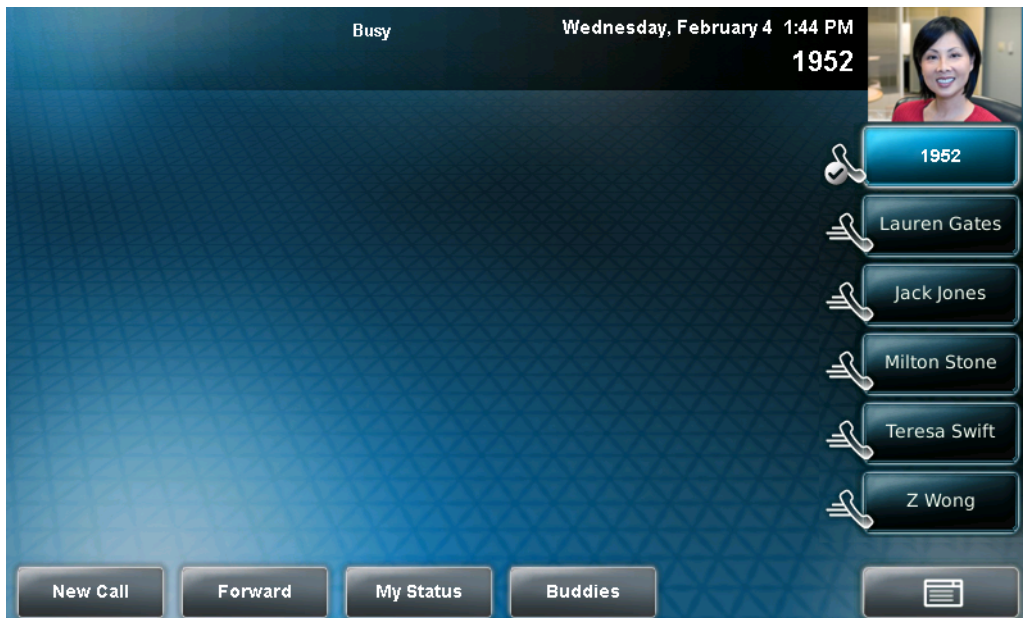 Busy
Wednesday, February 4 1:44 PM
1952
1952
Lauren Gates
Jack Jones
Milton Stone
Teresa Swift
Z Wong
New Call
Forward
My Status
Buddies